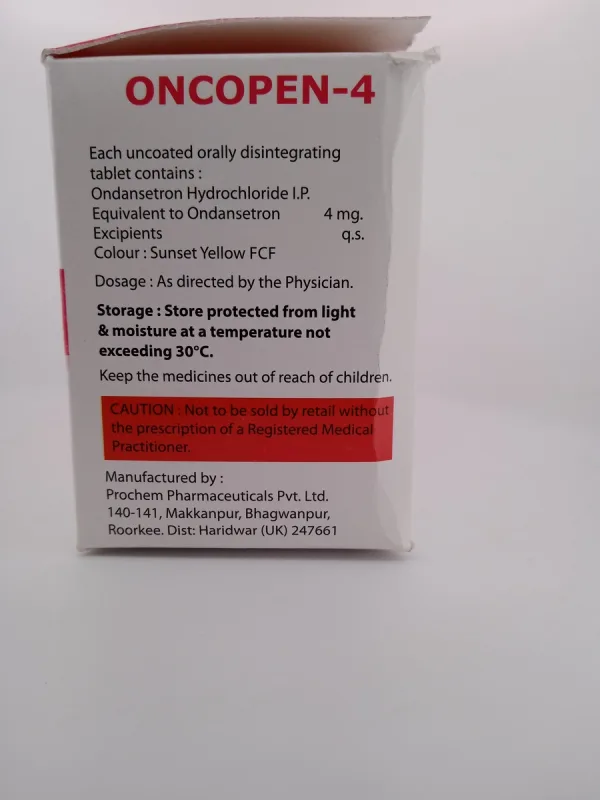 ONCOPEN-4
Each uncoated orally disintegrating
tablet contains :
Ondansetron Hydrochloride I.P.
Equivalent to Ondansetron 4 mg.
Excipients q.s.
Colour : Sunset Yellow FCF
Dosage : As directed by the Physician.
Storage : Store protected from light
& moisture at a temperature not
exceeding 30°C.
Keep the medicines out of reach of children.
CAUTION : Not to be sold by retail without
the prescription of a Registered Medical
Practitioner.
Manufactured by :
Prochem Pharmaceuticals Pvt. Ltd.
140-141, Makkanpur, Bhagwanpur,
Roorkee. Dist: Haridwar (UK) 247661